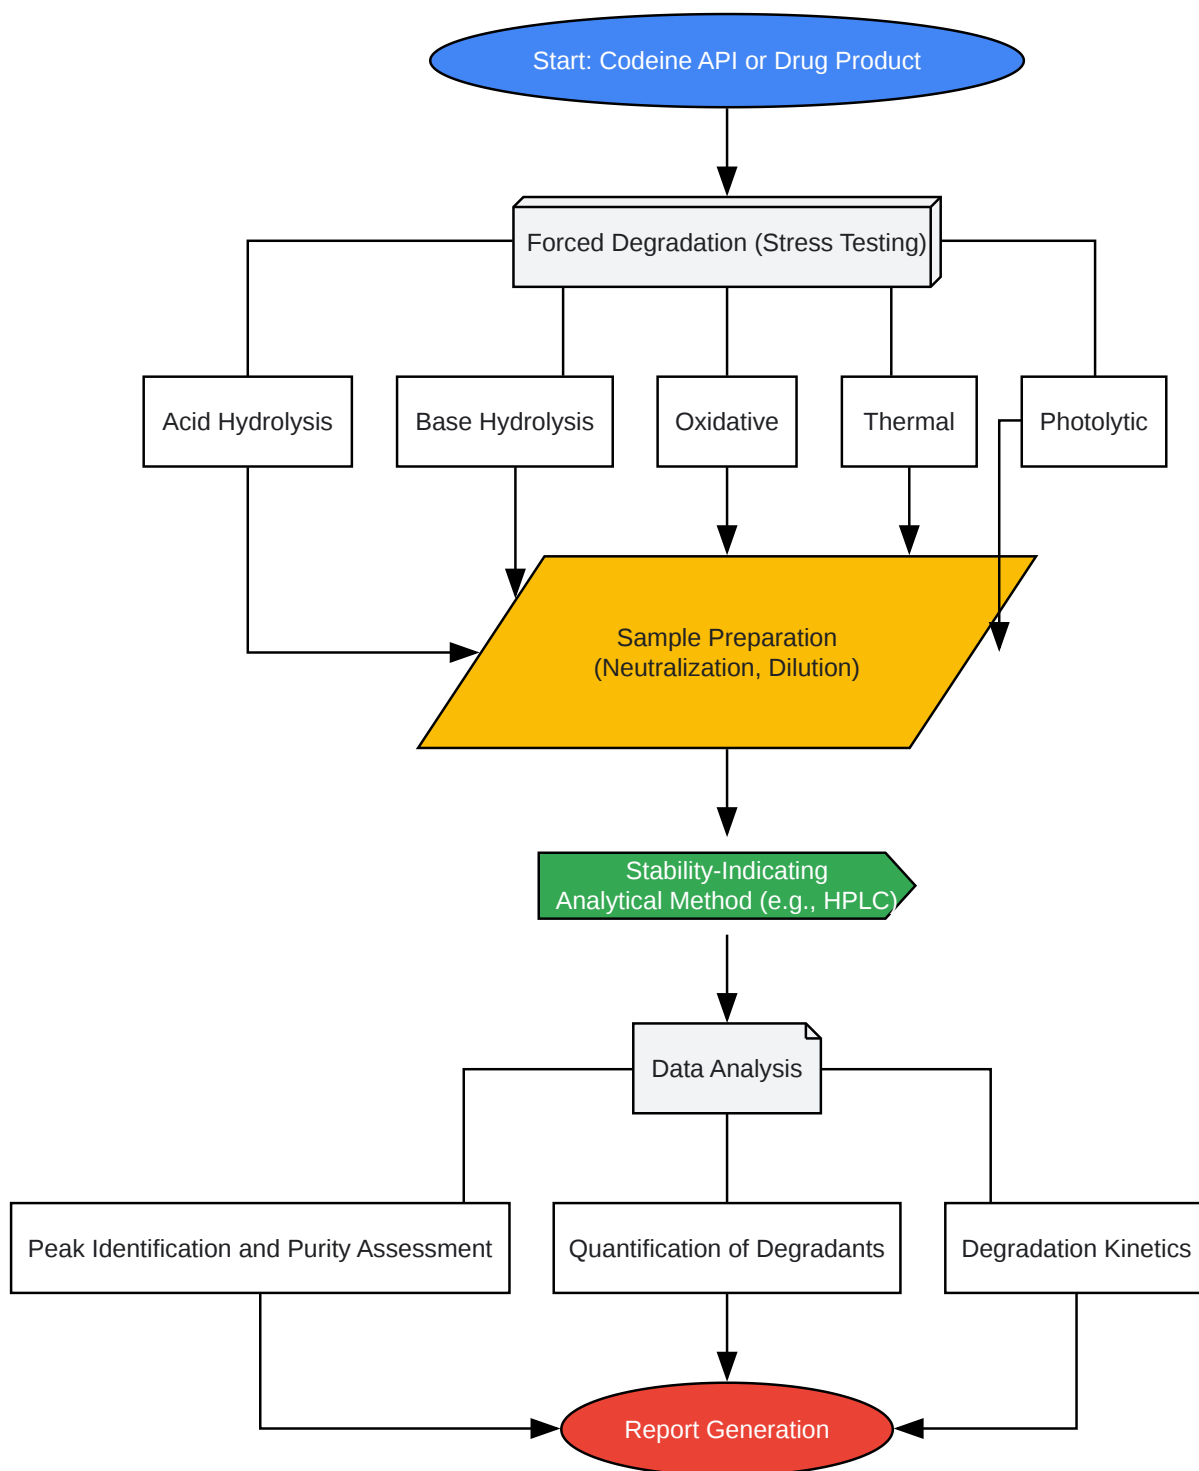 Start: Codeine API or Drug Product
Forced Degradation (Stress Testing)
Acid Hydrolysis
Base Hydrolysis
Oxidative
Thermal
Photolytic
Sample Preparation
(Neutralization, Dilution)
Stability-Indicating
Analytical Method (e.g., HPLC)
Data Analysis
Peak Identification and Purity Assessment
Quantification of Degradants
Degradation Kinetics
Report Generation